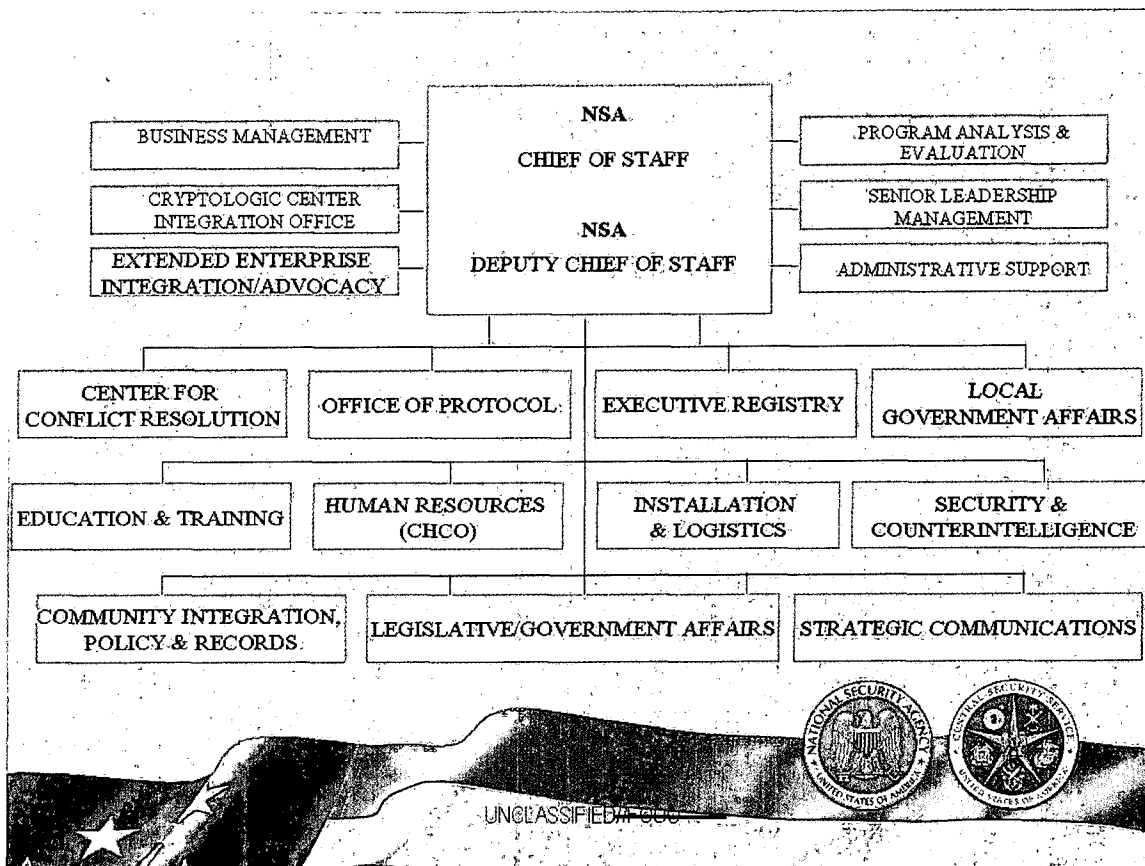 NSA
CHIEF OF STAFF
NSA
DEPUTY CHIEF OF STAFF
BUSINESS MANAGEMENT
CRYPTOLOGIC CENTER
INTEGRATION OFFICE
EXTENDED ENTERPRISE
INTEGRATION/ADVOCACY
PROGRAM ANALYSIS &
EVALUATION
SENIOR LEADERSHIP
MANAGEMENT
ADMINISTRATIVE SUPPORT
CENTER FOR
CONFLICT RESOLUTION
OFFICE OF PROTOCOL
EXECUTIVE REGISTRY
LOCAL
GOVERNMENT AFFAIRS
EDUCATION & TRAINING
HUMAN RESOURCES
(CHCO)
INSTALLATION
& LOGISTICS
SECURITY &
COUNTERINTELLIGENCE
COMMUNITY INTEGRATION,
POLICY & RECORDS
LEGISLATIVE/GOVERNMENT AFFAIRS
STRATEGIC COMMUNICATIONS
NATIONAL SECURITY AGENCY
UNITED STATES OF AMERICA
CENTRAL SECURITY SERVICE
UNITED STATES OF AMERICA
UNCLASSIFIED//FOUO